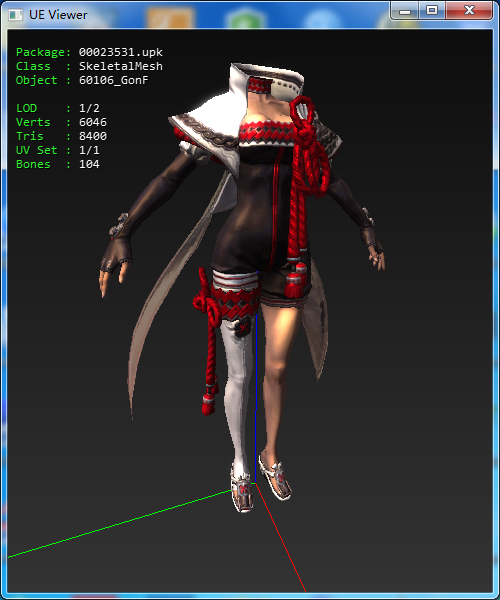 UE Viewer
Package: 00023531.upk
Class : SkeletalMesh
Object : 60106_GonF
LOD : 1/2
Verts : 6046
Tris : 8400
UV Set : 1/1
Bones : 104